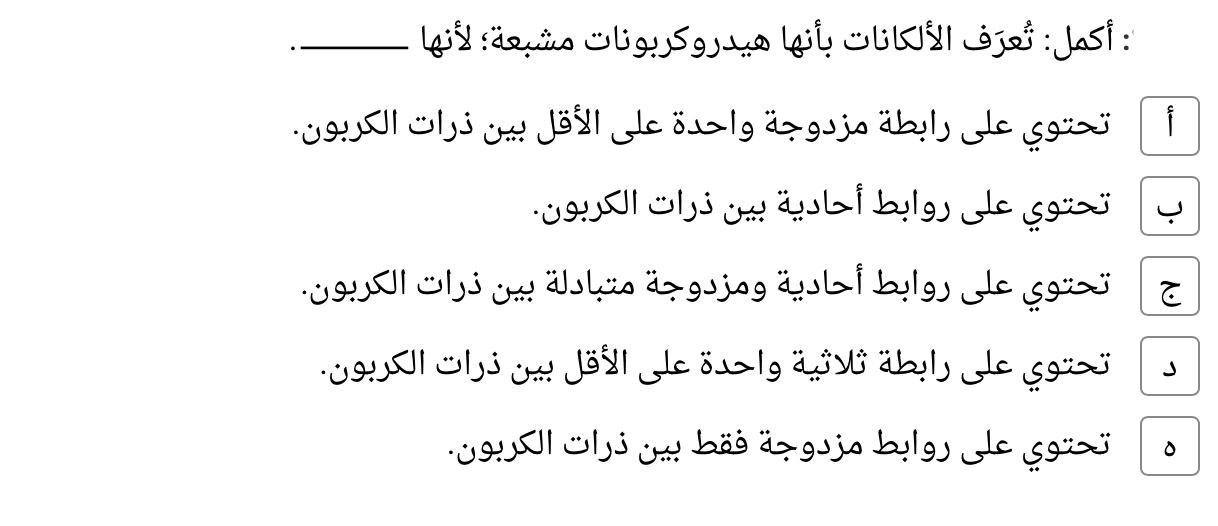 : أكمل: تُعرَف الألكانات بأنها هيدروكربونات مشبعة؛ لأنها ـــــــــــــ.
أ تحتوي على رابطة مزدوجة واحدة على الأقل بين ذرات الكربون.
ب تحتوي على روابط أحادية بين ذرات الكربون.
ج تحتوي على روابط أحادية ومزدوجة متبادلة بين ذرات الكربون.
د تحتوي على رابطة ثلاثية واحدة على الأقل بين ذرات الكربون.
ه تحتوي على روابط مزدوجة فقط بين ذرات الكربون.